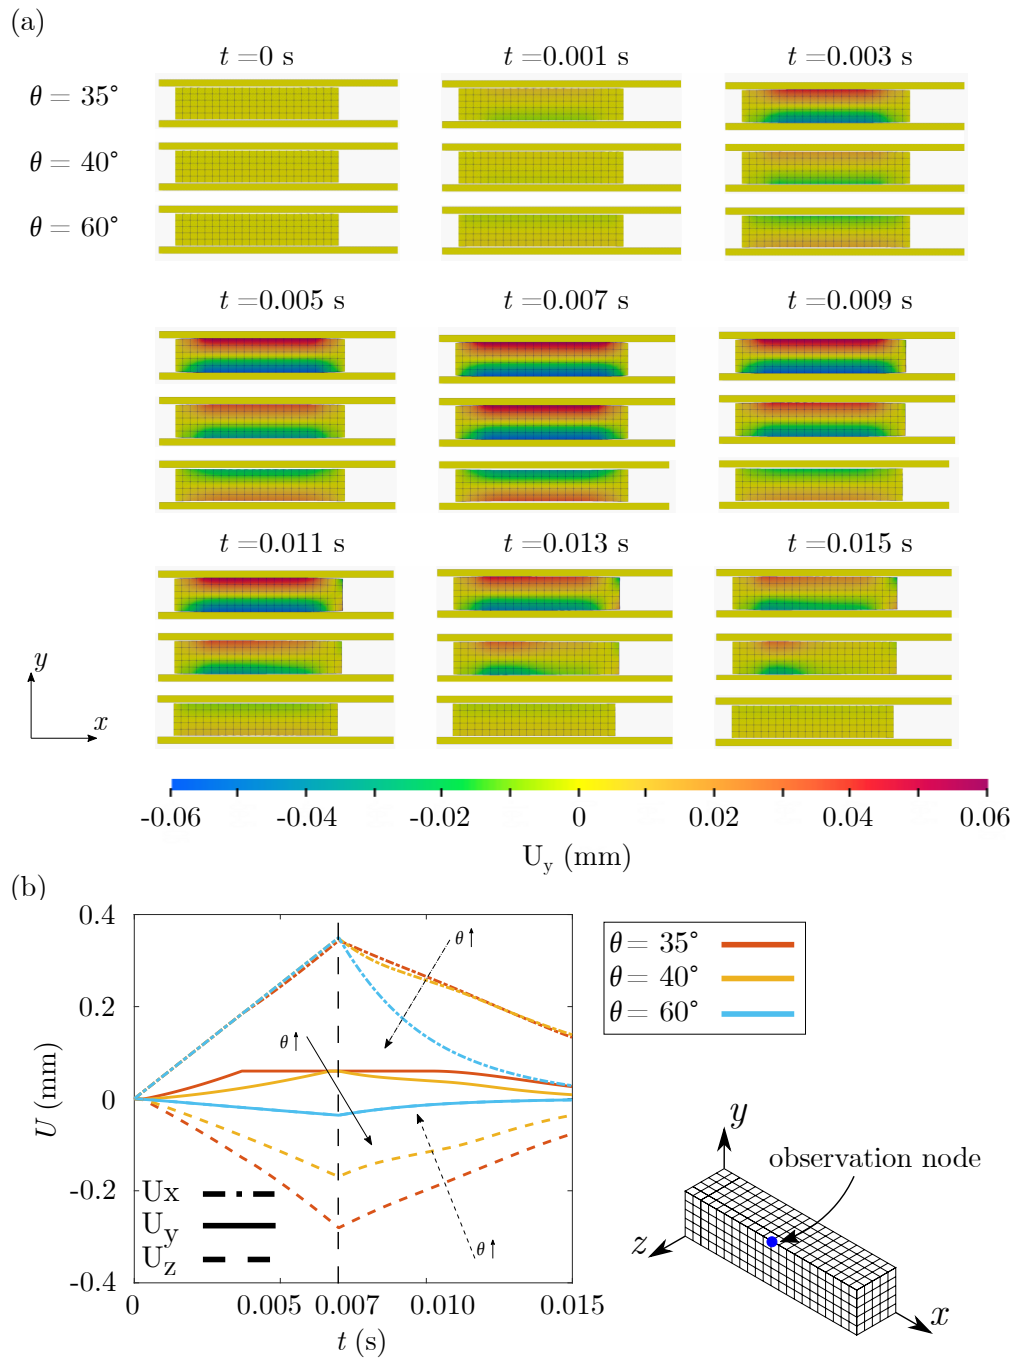 (a)
t =0 s
t =0.001 s
t =0.003 s
θ = 35°
θ = 40°
θ = 60°
t =0.005 s
t =0.007 s
t =0.009 s
t =0.011 s
t =0.013 s
t =0.015 s
y
x
-0.06 -0.04 -0.02 0 0.02 0.04 0.06
U_y (mm)
(b)
0.4
0.2
0
-0.2
-0.4
U (mm)
θ
θ
θ
Ux
U_y
U_z
0 0.005 0.007 0.010 0.015
t (s)
θ = 35°
θ = 40°
θ = 60°
y
observation node
z
x